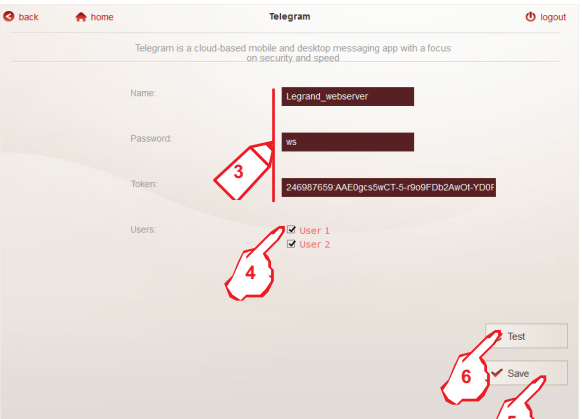 back home Telegram logout
Telegram is a cloud-based mobile and desktop messaging app with a focus
on security and speed
Name: Legrand_webserver
Password: ws
3
Token: 246987659:AAE0gcs5wCT-5-r9o9FDb2AwOt-YD0F
Users: User 1
User 2
4
Test
6 Save
5